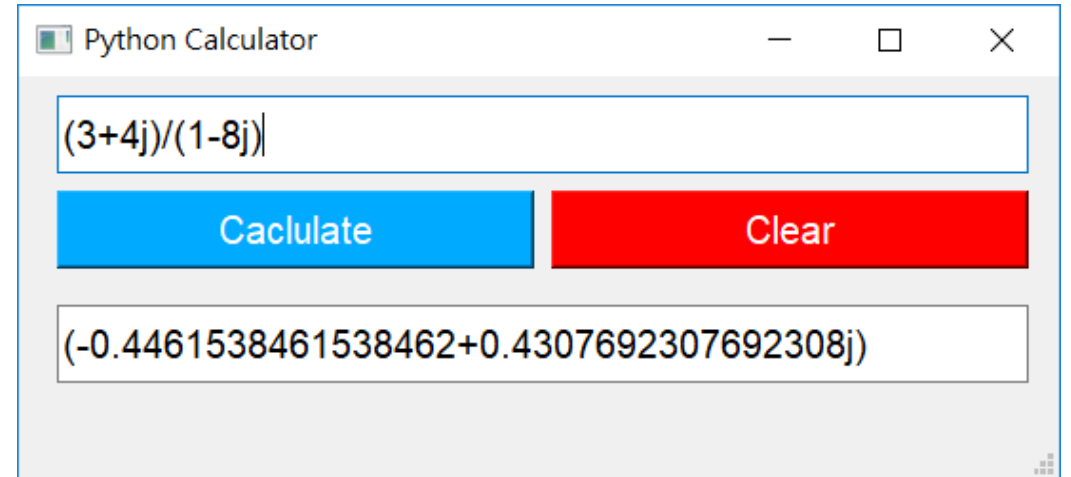 Python Calculator
(3+4j)/(1-8j)
Caclulate Clear
(-0.4461538461538462+0.4307692307692308j)